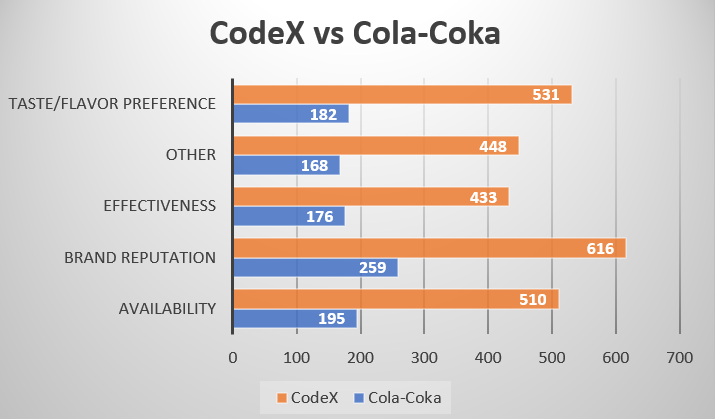 CodeX vs Cola-Coka
TASTE/FLAVOR PREFERENCE
531
182
OTHER
448
168
EFFECTIVENESS
433
176
BRAND REPUTATION
616
259
AVAILABILITY
510
195
0 100 200 300 400 500 600 700
CodeX Cola-Coka